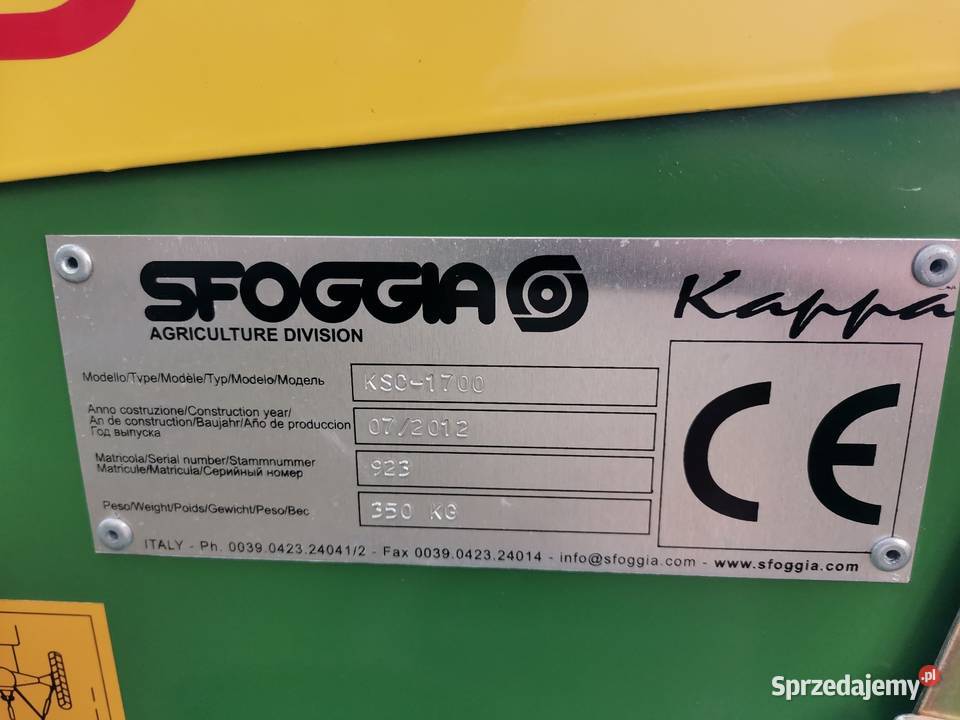 SFOGGIA Kappa
AGRICULTURE DIVISION
Modello/Type/Modèle/Typ/Modelo/Модель KSC-1700
Anno costruzione/Construction year/
An de construction/Baujahr/Año de produccion
Год выпуска
07/2012
Matricola/Serial number/Stammnummer
Matricule/Matricula/Серийный номер
923
Peso/Weight/Poids/Gewicht/Peso/Вес 350 KG
CE
ITALY - Ph. 0039.0423.24041/2 - Fax 0039.0423.24014 - info@sfoggia.com - www.sfoggia.com
Sprzedajemy.pl